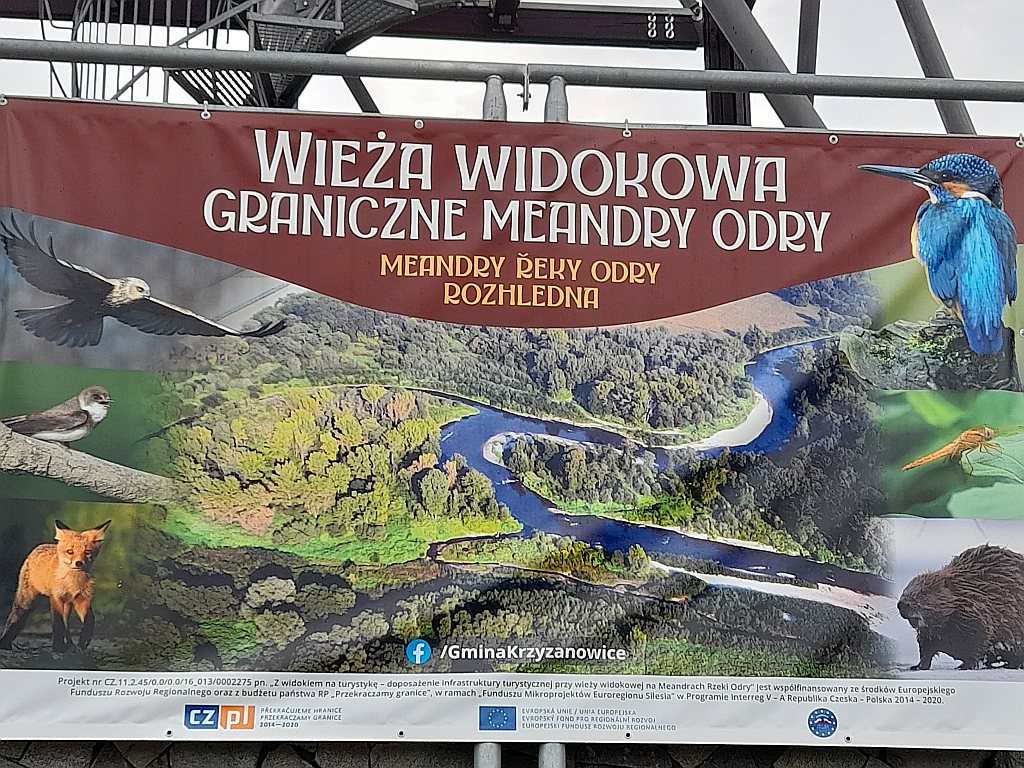 WIEŻA WIDOKOWA
GRANICZNE MEANDRY ODRY
MEANDRY ŘEKY ODRY
ROZHLEDNA
/GminaKrzyzanowice
Projekt nr CZ.11.2.45/0.0/0.0/16_013/0002275 pn. „Z widokiem na turystykę – doposażenie infrastruktury turystycznej przy wieży widokowej na Meandrach Rzeki Odry” jest współfinansowany ze środków Europejskiego
Funduszu Rozwoju Regionalnego oraz z budżetu państwa RP „Przekraczamy granice”, w ramach „Funduszu Mikroprojektów Euroregionu Silesia” w Programie Interreg V – A Republika Czeska – Polska 2014 – 2020.
CZ pl
PŘEKRAČUJEME HRANICE
PRZEKRACZAMY GRANICE
2014—2020
EVROPSKÁ UNIE / UNIA EUROPEJSKA
EVROPSKÝ FOND PRO REGIONÁLNÍ ROZVOJ
EUROPEJSKI FUNDUSZ ROZWOJU REGIONALNEGO